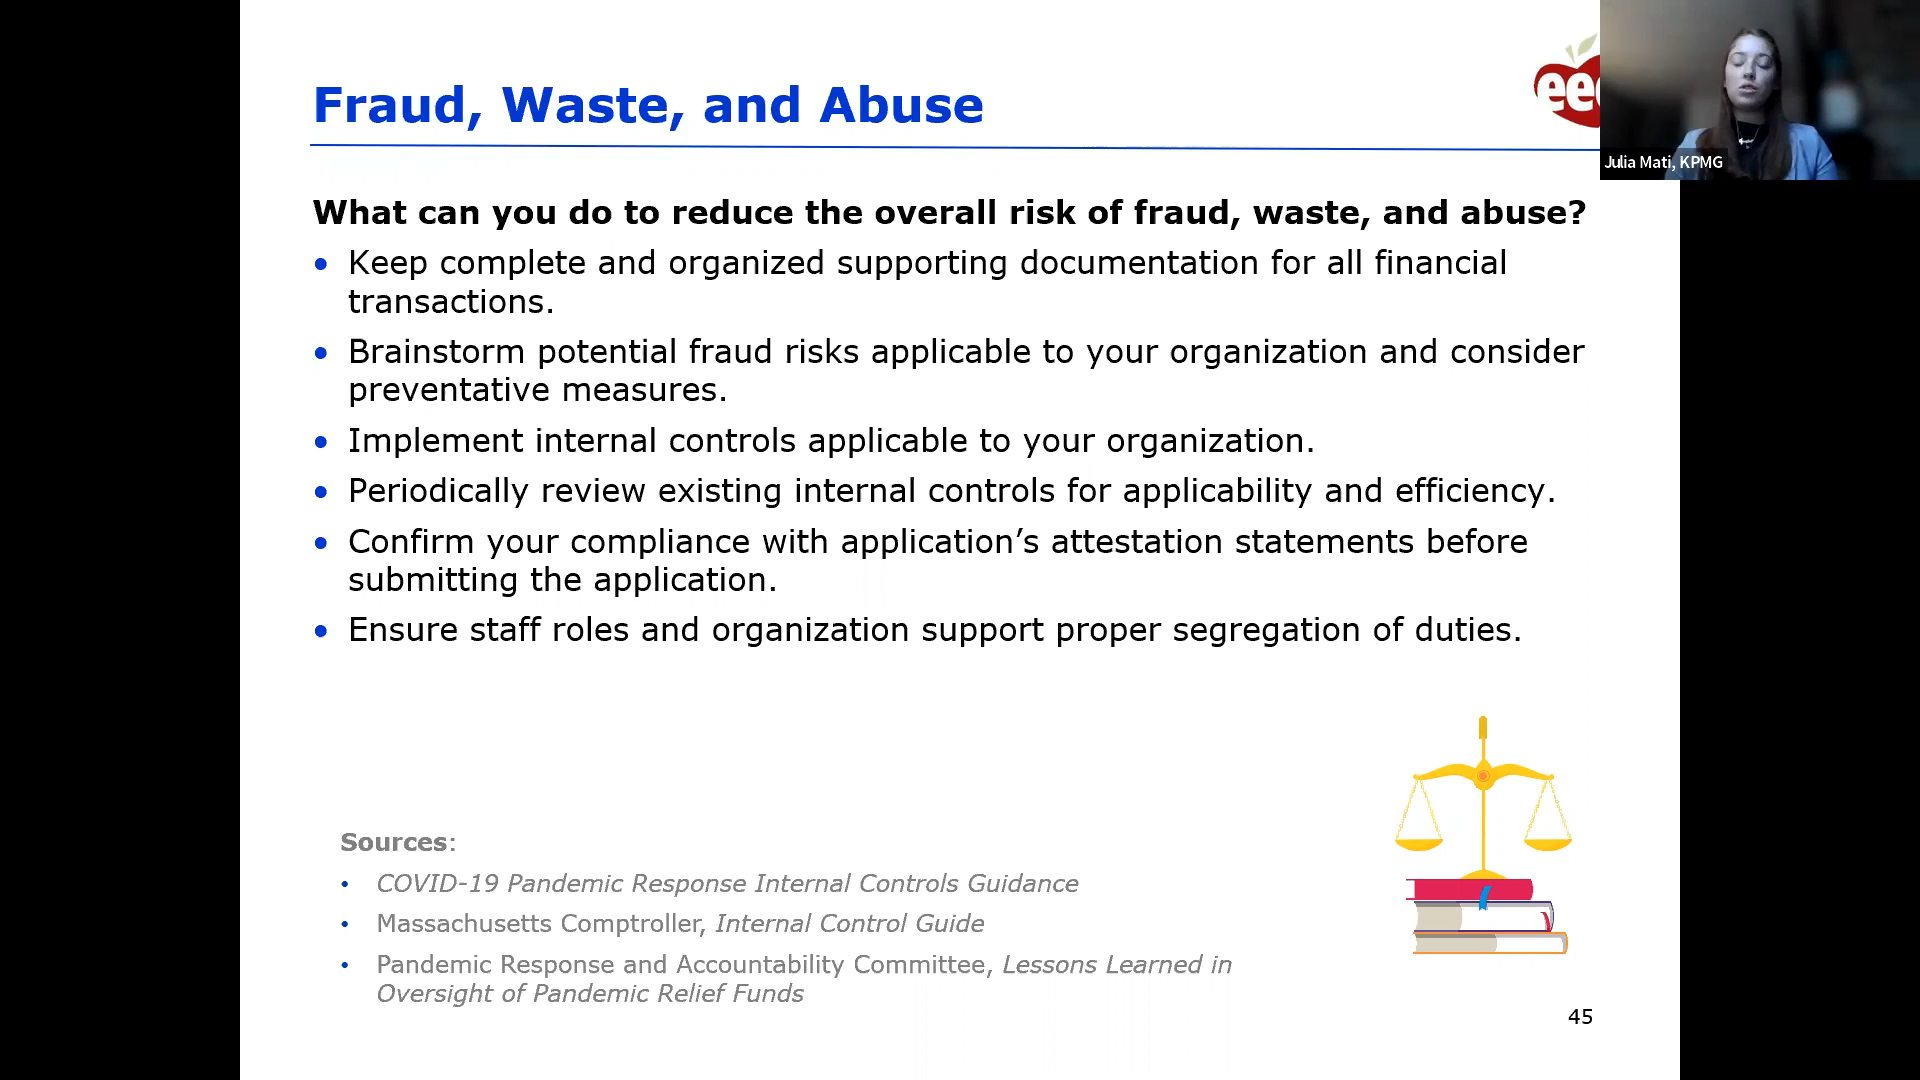 Fraud, Waste, and Abuse
eec
Julia Mati, KPMG
What can you do to reduce the overall risk of fraud, waste, and abuse?
• Keep complete and organized supporting documentation for all financial
transactions.
• Brainstorm potential fraud risks applicable to your organization and consider
preventative measures.
• Implement internal controls applicable to your organization.
• Periodically review existing internal controls for applicability and efficiency.
• Confirm your compliance with application’s attestation statements before
submitting the application.
• Ensure staff roles and organization support proper segregation of duties.
Sources:
• COVID-19 Pandemic Response Internal Controls Guidance
• Massachusetts Comptroller, Internal Control Guide
• Pandemic Response and Accountability Committee, Lessons Learned in
Oversight of Pandemic Relief Funds
45